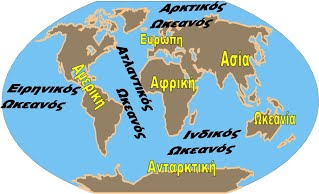 Αρκτικός
Ωκεανός
Ευρώπη
Ασία
Αμερική
Ατλαντικός
Ωκεανός
Αφρική
Ειρηνικός
Ωκεανός
Ινδικός
Ωκεανός
Ωκεανία
Ανταρκτική